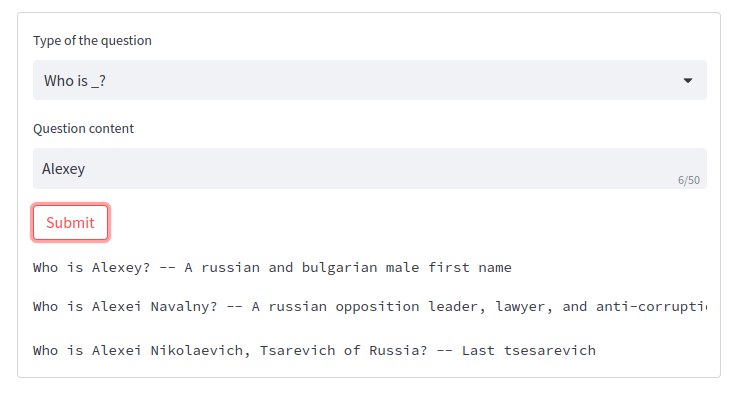 Type of the question
Who is _?
Question content
Alexey
6/50
Submit
Who is Alexey? -- A russian and bulgarian male first name
Who is Alexei Navalny? -- A russian opposition leader, lawyer, and anti-corrupti
Who is Alexei Nikolaevich, Tsarevich of Russia? -- Last tsesarevich